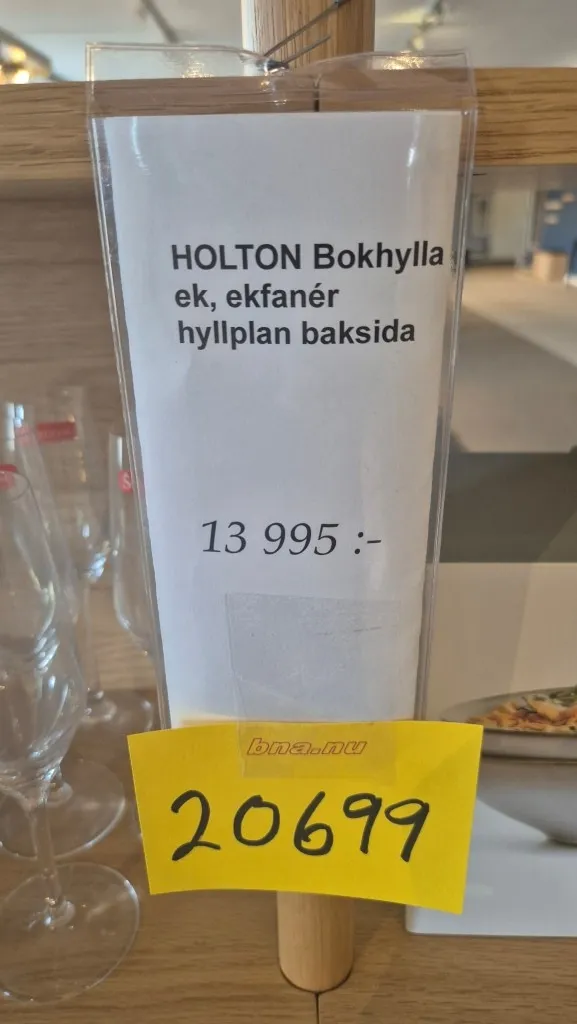 HOLTON Bokhylla
ek, ekfanér
hyllplan baksida
13 995 :-
bna.nu
20699